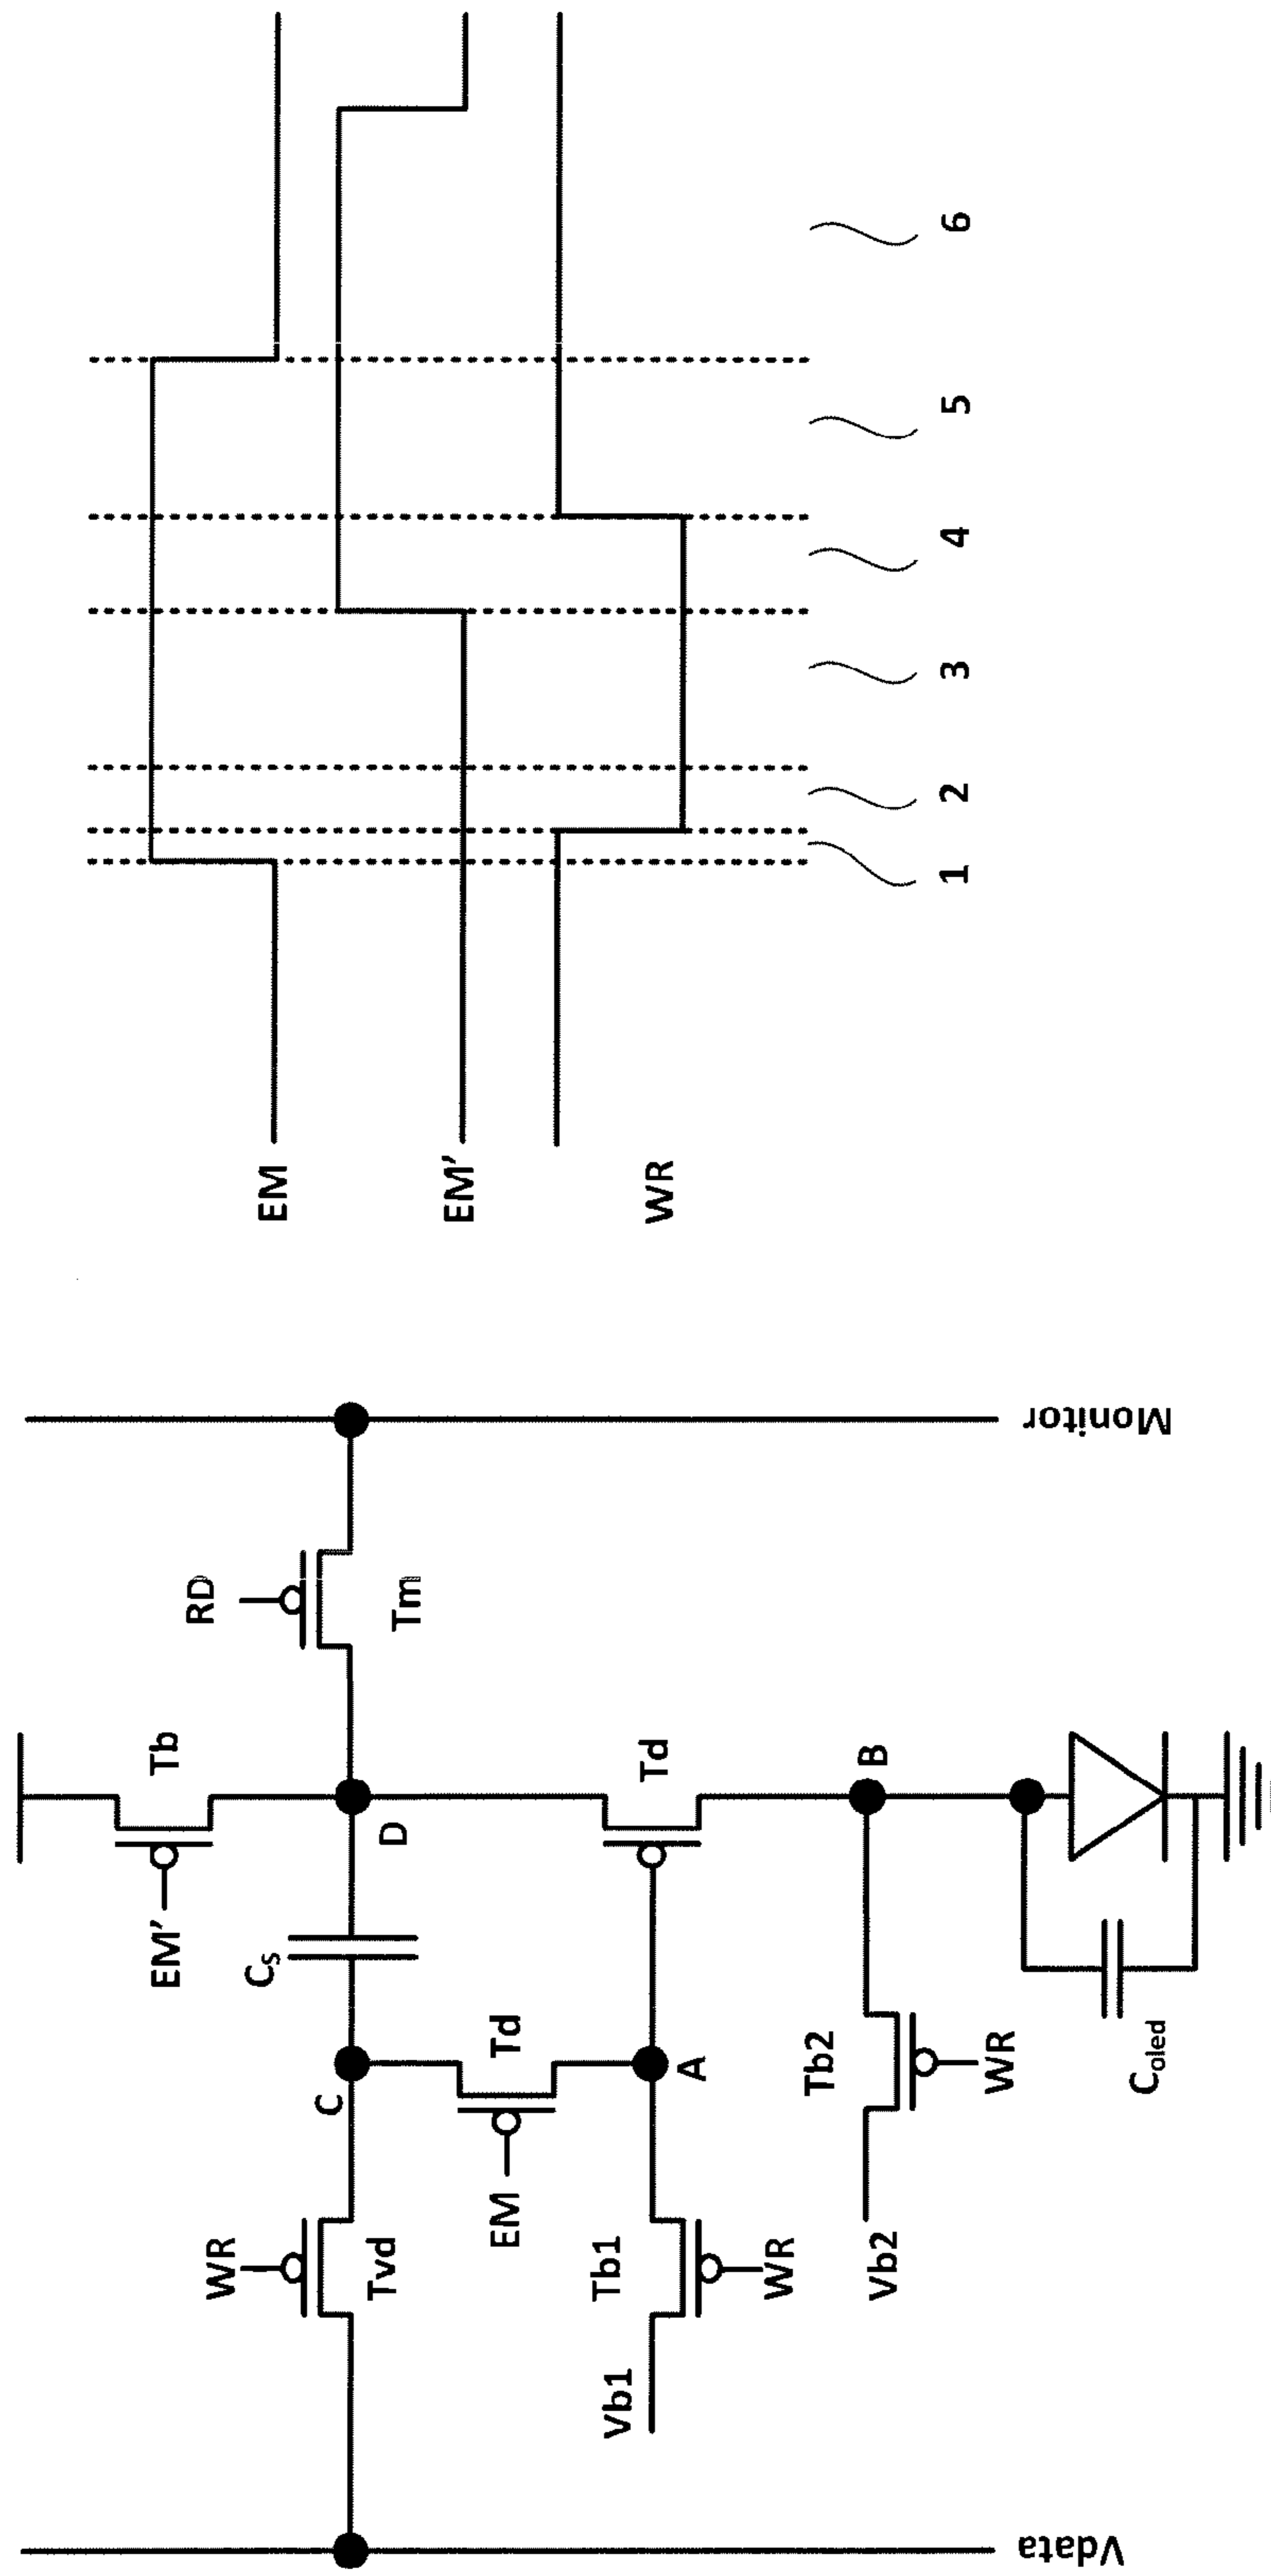 Vdata
WR
Tvd
C
Cs
EM'
Tb
D
RD
Tm
Monitor
EM
Td
A
Td
Vb1
Tb1
WR
B
Vb2
Tb2
WR
Coled
EM
EM'
WR
1
2
3
4
5
6